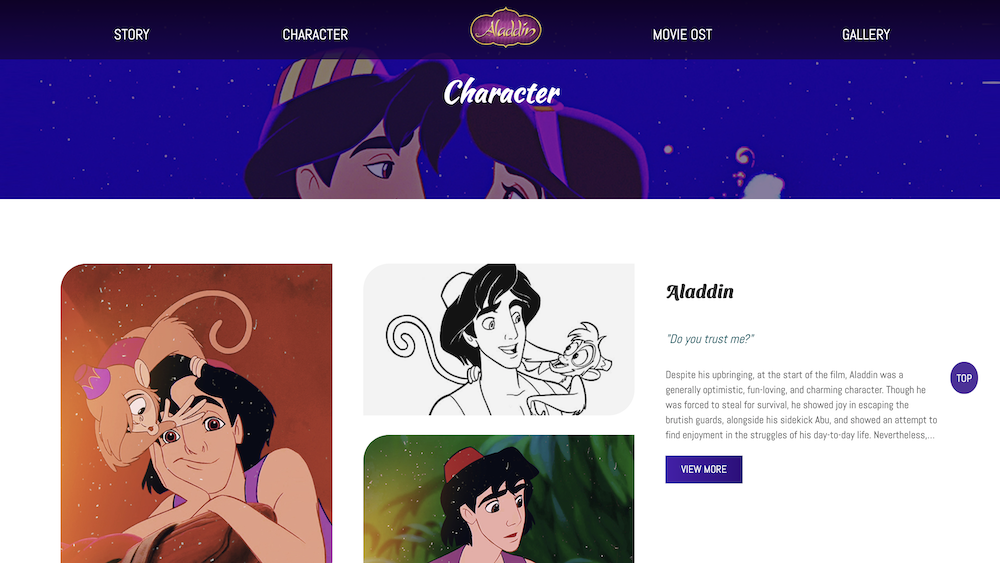 STORY
CHARACTER
Aladdin
MOVIE OST
GALLERY
Character
Aladdin
"Do you trust me?"
Despite his upbringing, at the start of the film, Aladdin was a
generally optimistic, fun-loving, and charming character. Though he
was forced to steal for survival, he showed joy in escaping the
brutish guards, alongside his sidekick Abu, and showed an attempt to
find enjoyment in the struggles of his day-to-day life. Nevertheless,...
TOP
VIEW MORE